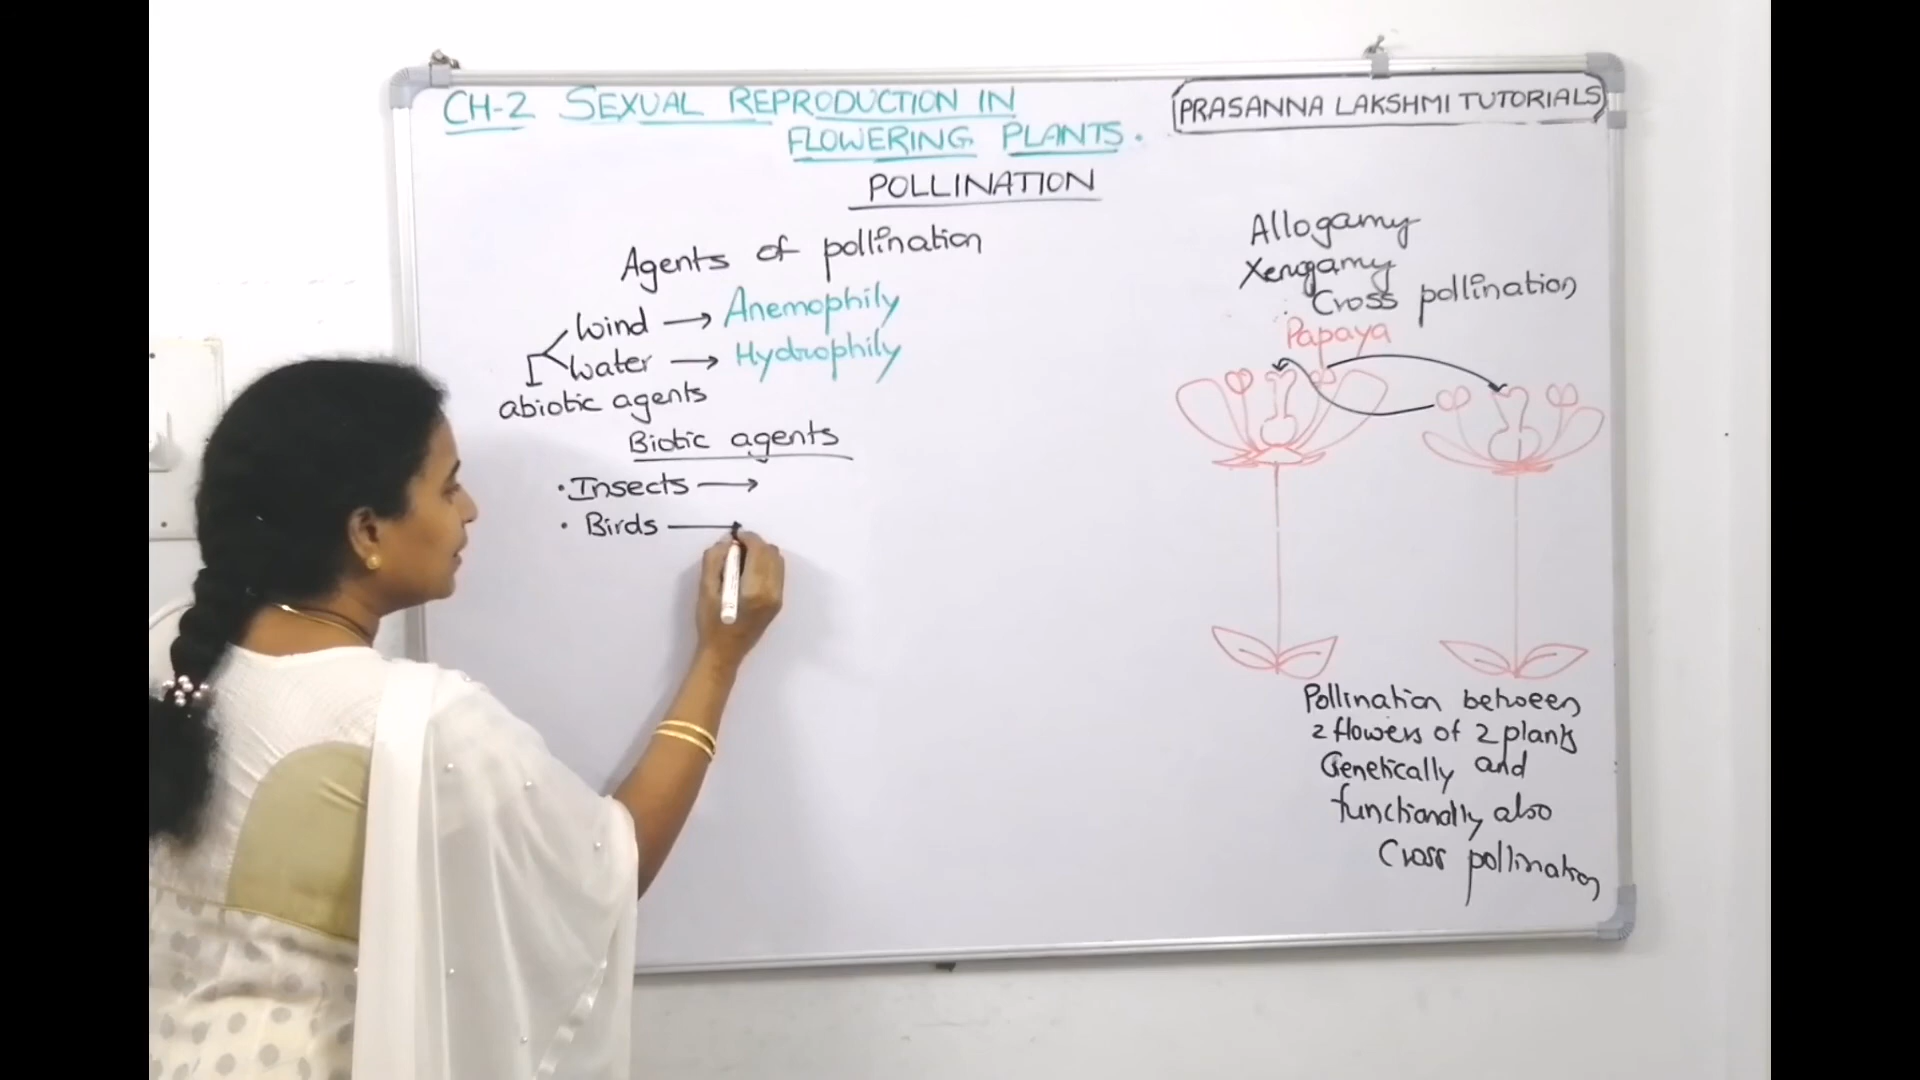 CH-2 SEXUAL REPRODUCTION IN
FLOWERING PLANTS.
PRASANNA LAKSHMI TUTORIALS
POLLINATION
Agents of pollination
Wind → Anemophily
Water → Hydrophily
abiotic agents
Biotic agents
• Insects →
• Birds →
Allogamy
Xenogamy
Cross pollination
Papaya
Pollination between
2 flowers of 2 plants
Genetically and
functionally also
Cross pollination